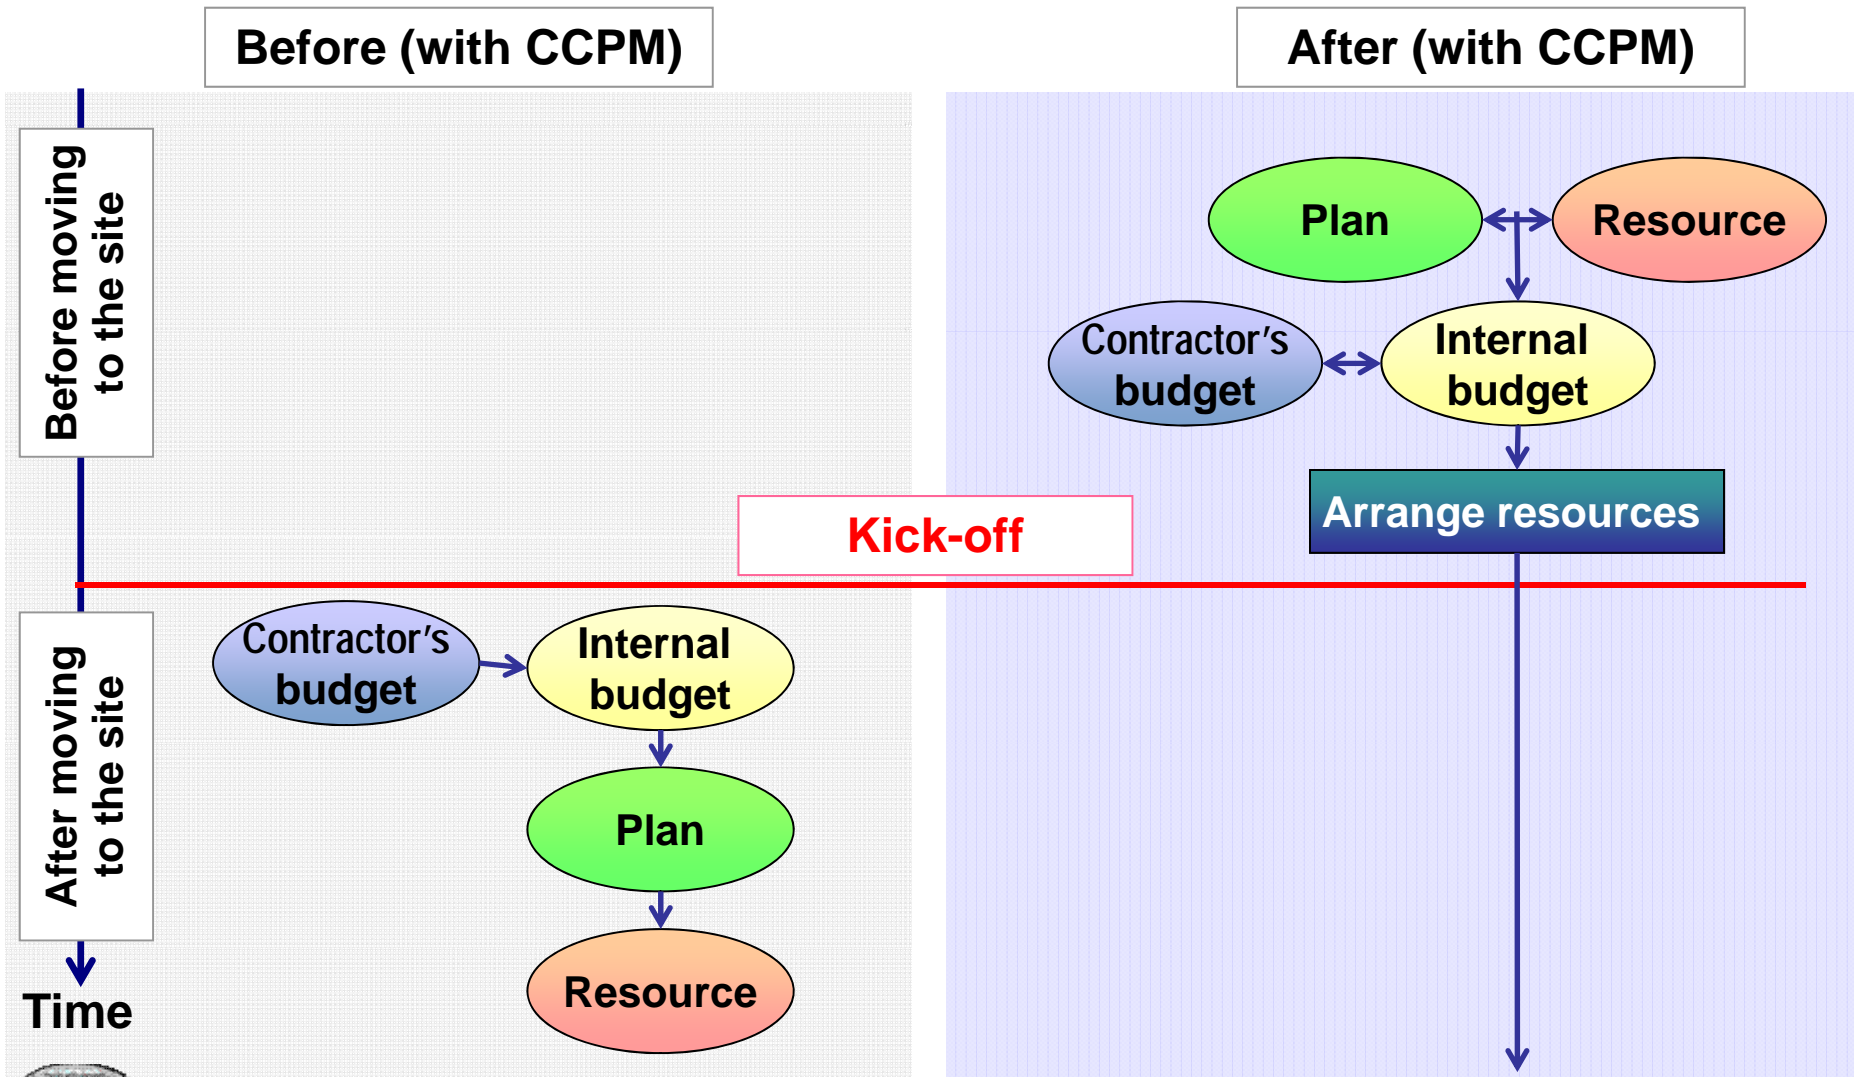 Before (with CCPM)
After (with CCPM)
Before moving
to the site
Plan
Resource
Contractor's
budget
Internal
budget
Arrange resources
Kick-off
After moving
to the site
Contractor's
budget
Internal
budget
Plan
Resource
Time